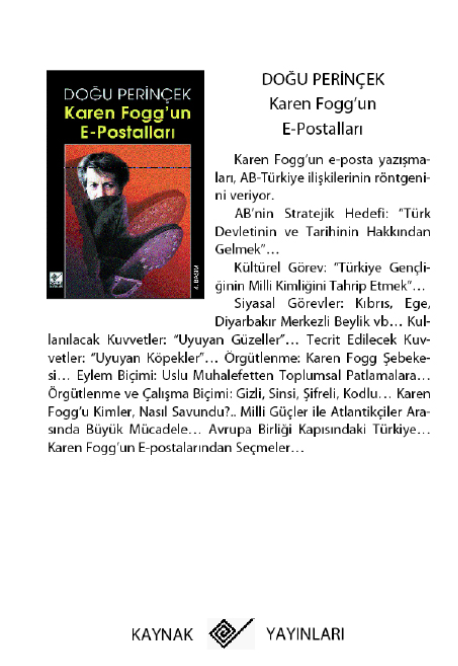 DOĞU PERİNÇEK
Karen Fogg'un
E-Postalları
4. BASIM
DOĞU PERİNÇEK
Karen Fogg'un
E-Postalları
Karen Fogg'un e-posta yazışma-
ları, AB-Türkiye ilişkilerinin röntgeni-
ni veriyor.
AB'nin Stratejik Hedefi: "Türk
Devletinin ve Tarihinin Hakkından
Gelmek"…
Kültürel Görev: "Türkiye Gençli-
ğinin Milli Kimliğini Tahrip Etmek"…
Siyasal Görevler: Kıbrıs, Ege,
Diyarbakır Merkezli Beylik vb… Kul-
lanılacak Kuvvetler: "Uyuyan Güzeller"… Tecrit Edilecek Kuv-
vetler: "Uyuyan Köpekler"… Örgütlenme: Karen Fogg Şebeke-
si… Eylem Biçimi: Uslu Muhalefetten Toplumsal Patlamalara…
Örgütlenme ve Çalışma Biçimi: Gizli, Sinsi, Şifreli, Kodlu… Karen
Fogg'u Kimler, Nasıl Savundu?.. Milli Güçler ile Atlantikçiler Ara-
sında Büyük Mücadele… Avrupa Birliği Kapısındaki Türkiye…
Karen Fogg'un E-postalarından Seçmeler…
KAYNAK YAYINLARI